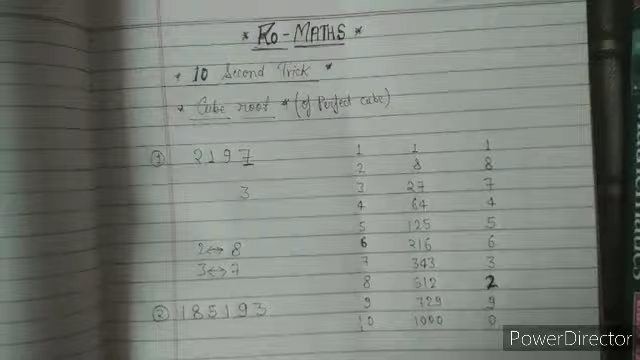 * RO-MATHS *
* 10 Second Trick *
* Cube root * (of Perfect cube)
① 2197
3
2↔8
3↔7
② 185193
1 1 1
2 8 8
3 27 7
4 64 4
5 125 5
6 216 6
7 343 3
8 512 2
9 729 9
10 1000 0
PowerDirector